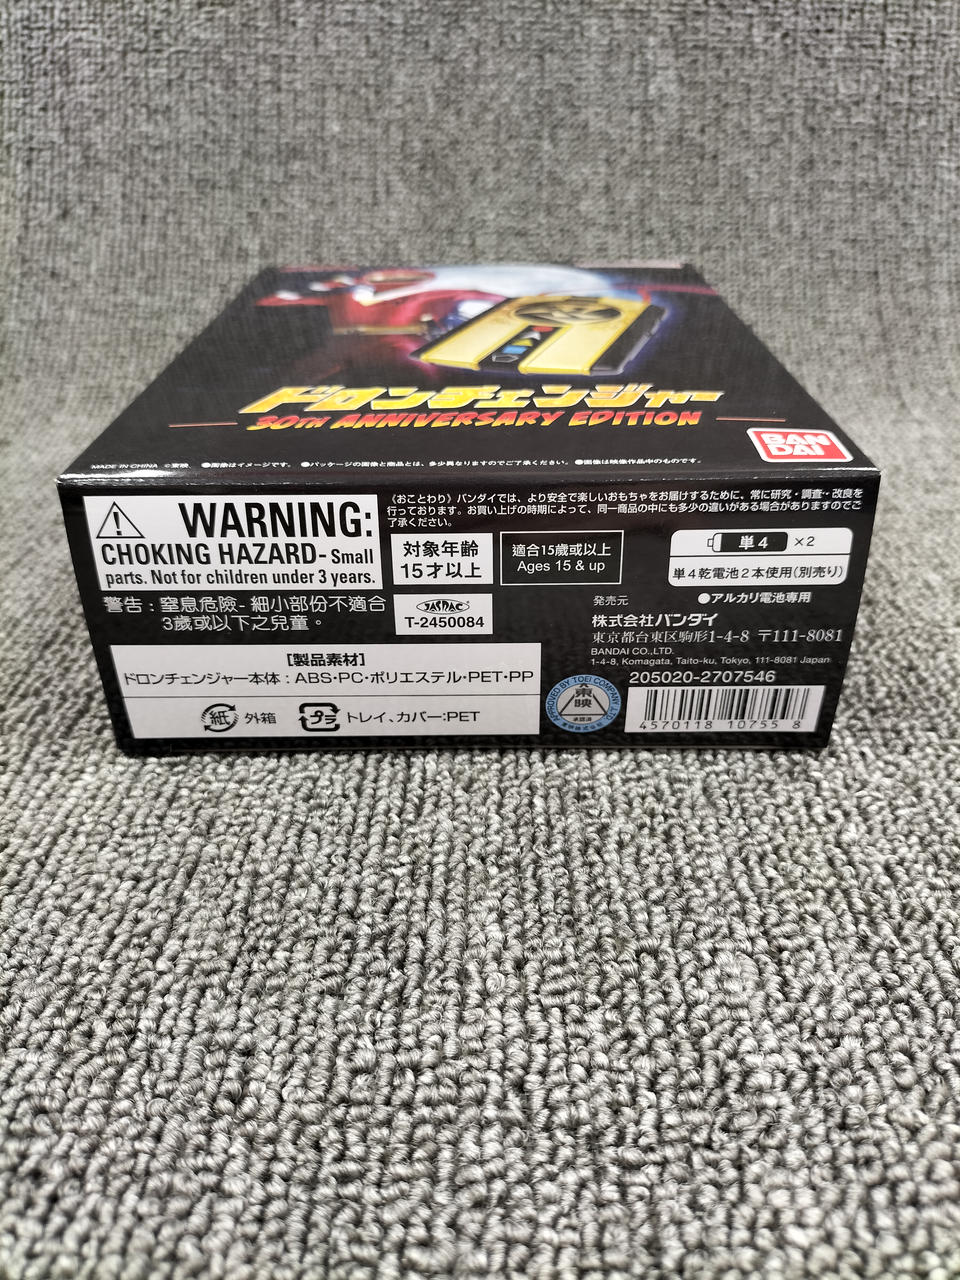 ドロンチェンジャー
30TH ANNIVERSARY EDITION
BAN
DAI
MADE IN CHINA ©東映 ●画像はイメージです。 ●パッケージの画像と商品とは、多少異なりますのでご了承ください。 ●画像は映像作品中のものです。
WARNING:
CHOKING HAZARD- Small
parts. Not for children under 3 years.
警告：窒息危險- 細小部份不適合
3歲或以下之兒童。
《おことわり》バンダイでは、より安全で楽しいおもちゃをお届けするために、常に研究・調査・改良を
行っております。お買い上げの時期によって、同一商品の中にも多少の違いがある場合がありますのでご
了承ください。
対象年齢
15才以上
適合15歲或以上
Ages 15 & up
単4 ×2
単4乾電池2本使用(別売り)
●アルカリ電池専用
JASRAC
T-2450084
発売元
株式会社バンダイ
東京都台東区駒形1-4-8 〒111-8081
BANDAI CO.,LTD.
1-4-8, Komagata, Taito-ku, Tokyo, 111-8081 Japan
205020-2707546
[製品素材]
ドロンチェンジャー本体：ABS・PC・ポリエステル・PET・PP
紙 外箱
プラ トレイ、カバー:PET
APPROVED BY TOEI COMPANY, LTD.
東
映
承認済
4570118 10755 8